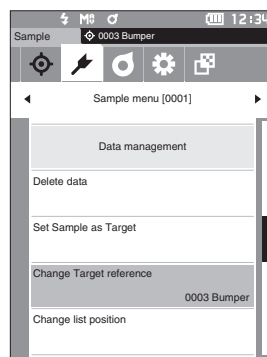 M 12:34
Sample 0003 Bumper
Sample menu [0001]
Data management
Delete data
Set Sample as Target
Change Target reference
0003 Bumper
Change list position